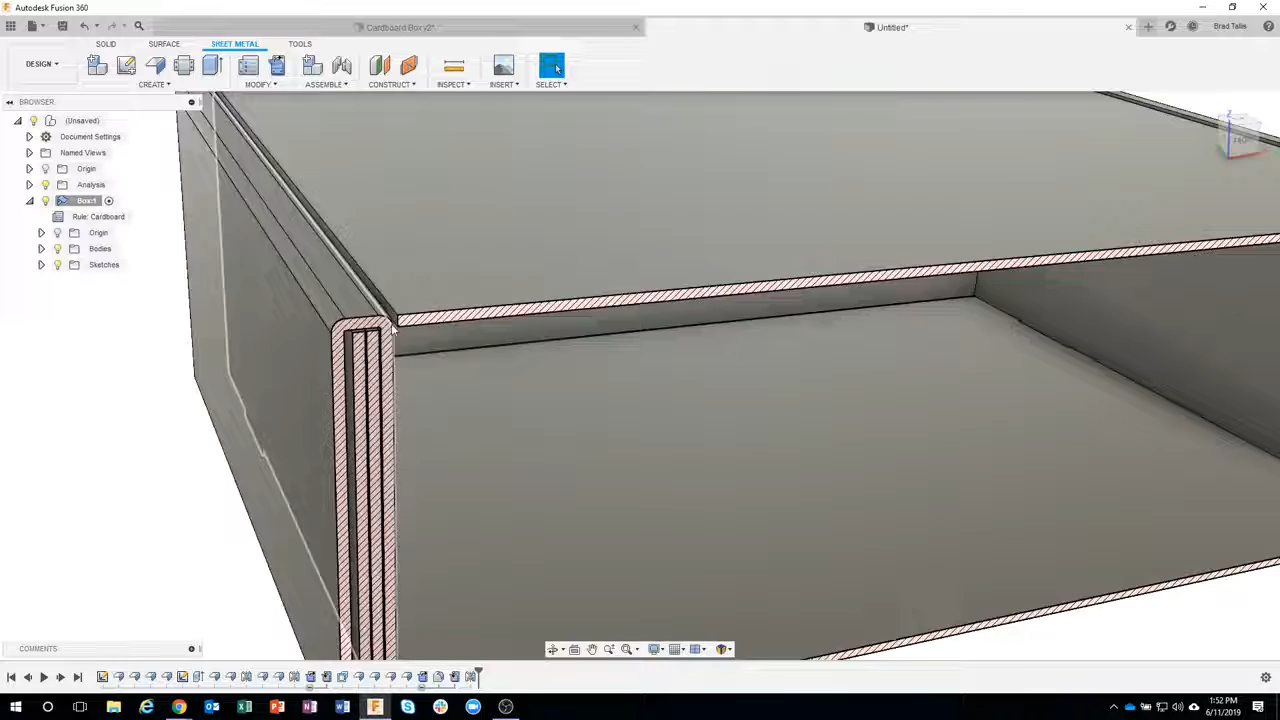 Autodesk Fusion 360
Cardboard Box v2*
Untitled*
Brad Tallis
SOLID
SURFACE
SHEET METAL
TOOLS
DESIGN
CREATE
MODIFY
ASSEMBLE
CONSTRUCT
INSPECT
INSERT
SELECT
BROWSER
(Unsaved)
Document Settings
Named Views
Origin
Analysis
Box:1
Rule: Cardboard
Origin
Bodies
Sketches
Z
COMMENTS
1:52 PM
6/11/2019